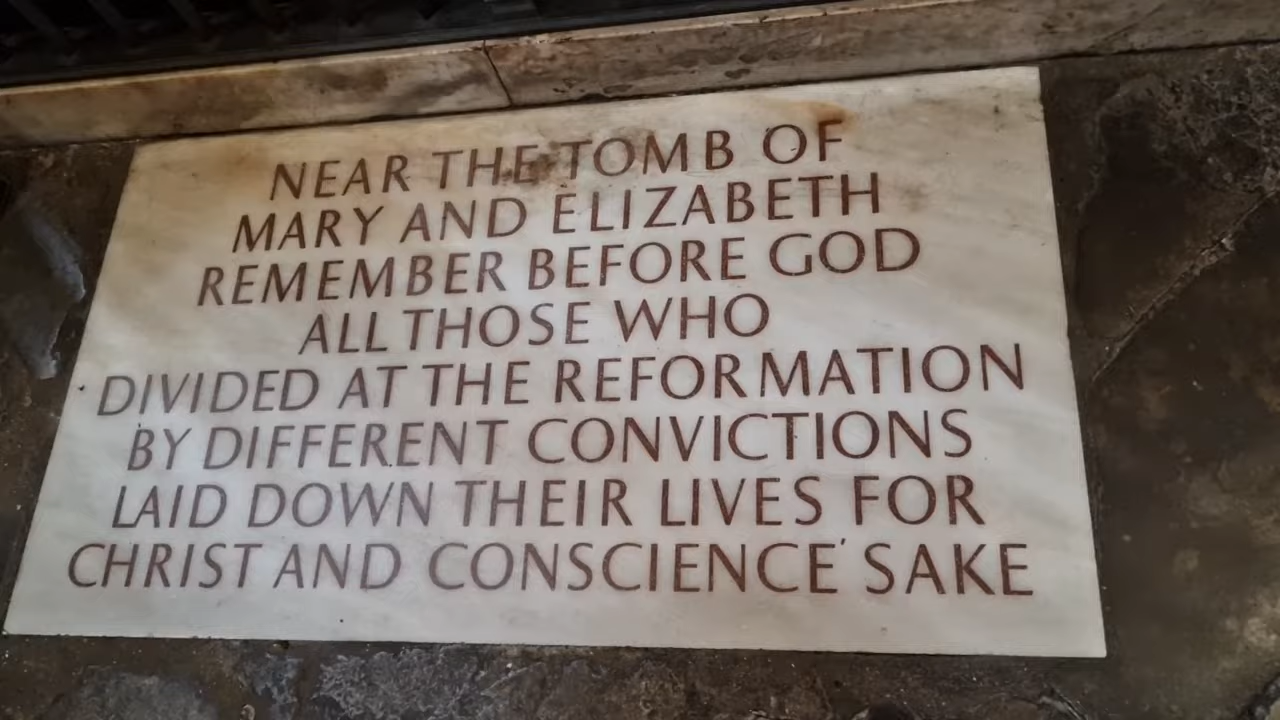 NEAR THE TOMB OF
MARY AND ELIZABETH
REMEMBER BEFORE GOD
ALL THOSE WHO
DIVIDED AT THE REFORMATION
BY DIFFERENT CONVICTIONS
LAID DOWN THEIR LIVES FOR
CHRIST AND CONSCIENCE' SAKE